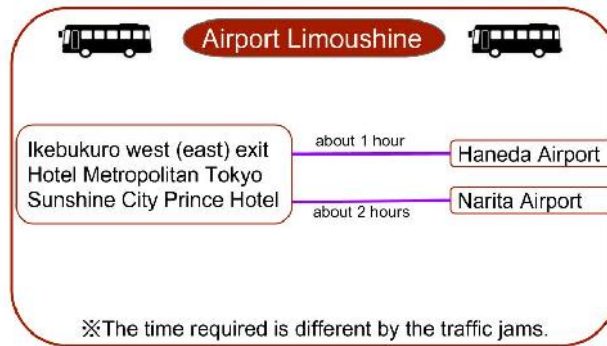 Airport Limoushine
Ikebukuro west (east) exit
Hotel Metropolitan Tokyo
Sunshine City Prince Hotel
about 1 hour
Haneda Airport
about 2 hours
Narita Airport
※The time required is different by the traffic jams.